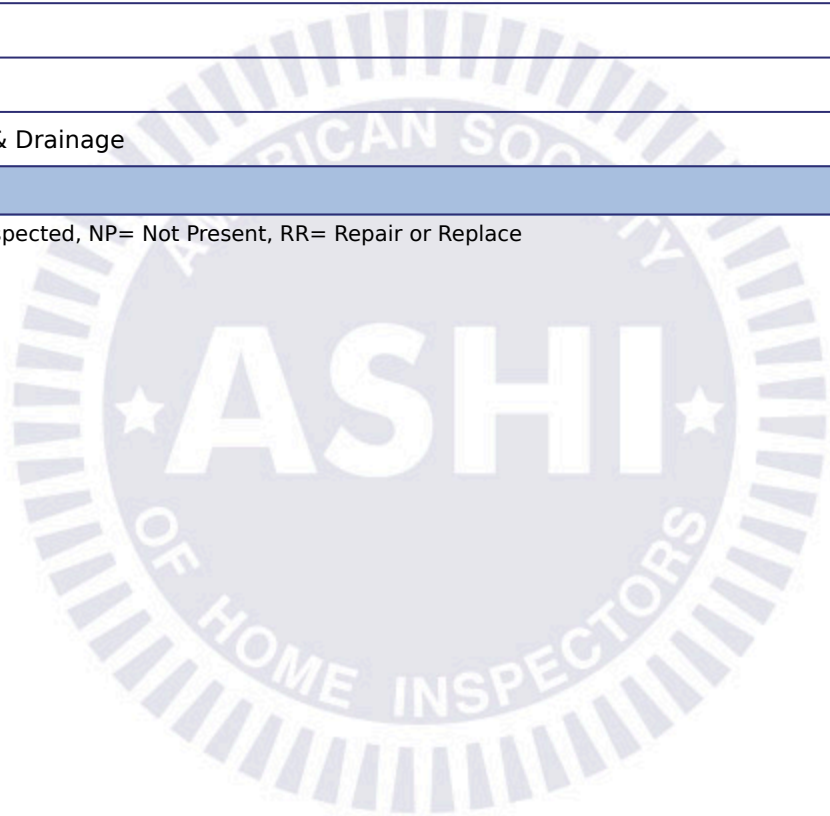 & Drainage
spected, NP= Not Present, RR= Repair or Replace
AMERICAN SOCIETY
ASHI
OF HOME INSPECTORS